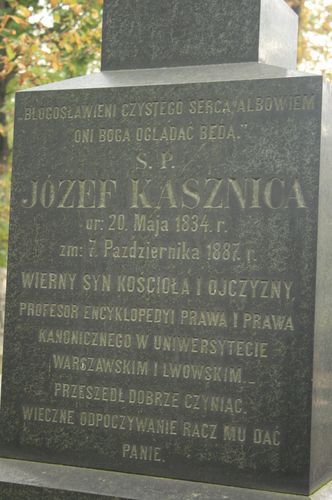 „BŁOGOSŁAWIENI CZYSTEGO SERCA, ALBOWIEM
ONI BOGA OGLĄDAĆ BĘDĄ."
Ś. P.
JÓZEF KASZNICA
ur: 20. Maja 1834. r.
zm: 7. Października 1887. r.
WIERNY SYN KOŚCIOŁA I OJCZYZNY,
PROFESOR ENCYKLOPEDYI PRAWA I PRAWA
KANONICZNEGO W UNIWERSYTECIE
WARSZAWSKIM I LWOWSKIM.
PRZESZEDŁ DOBRZE CZYNIĄC.
WIECZNE ODPOCZYWANIE RACZ MU DAĆ
PANIE.